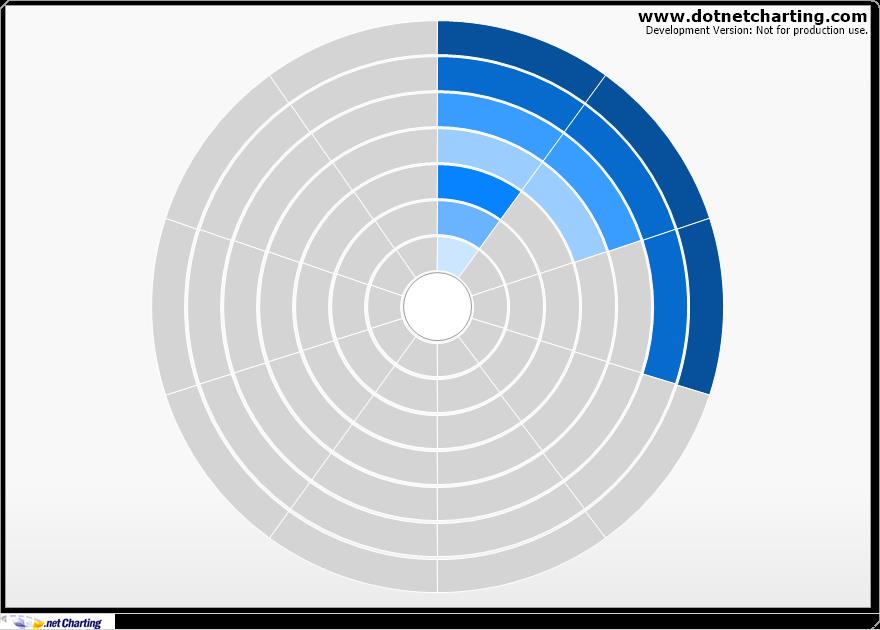 www.dotnetcharting.com
Development Version: Not for production use.
.net Charting